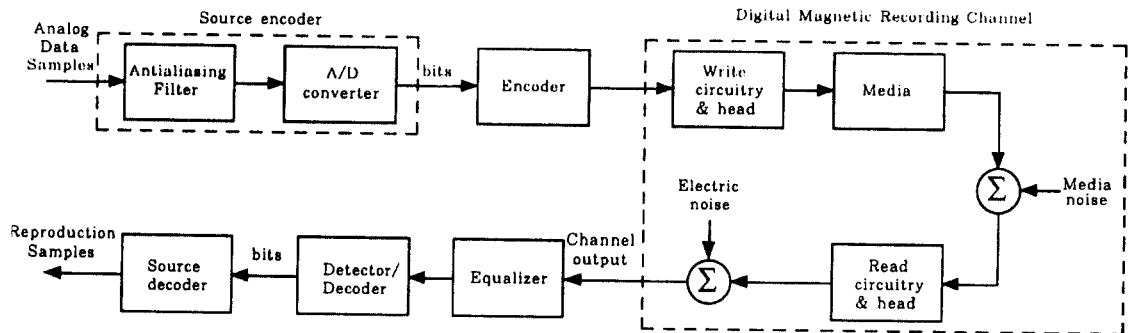 Source encoder
Digital Magnetic Recording Channel
Analog
Data
Samples
Antialiasing
Filter
A/D
converter
bits
Encoder
Write
circuitry
& head
Media
Σ
Media
noise
Electric
noise
Reproduction
Samples
Source
decoder
bits
Detector/
Decoder
Equalizer
Channel
output
Σ
Read
circuitry
& head